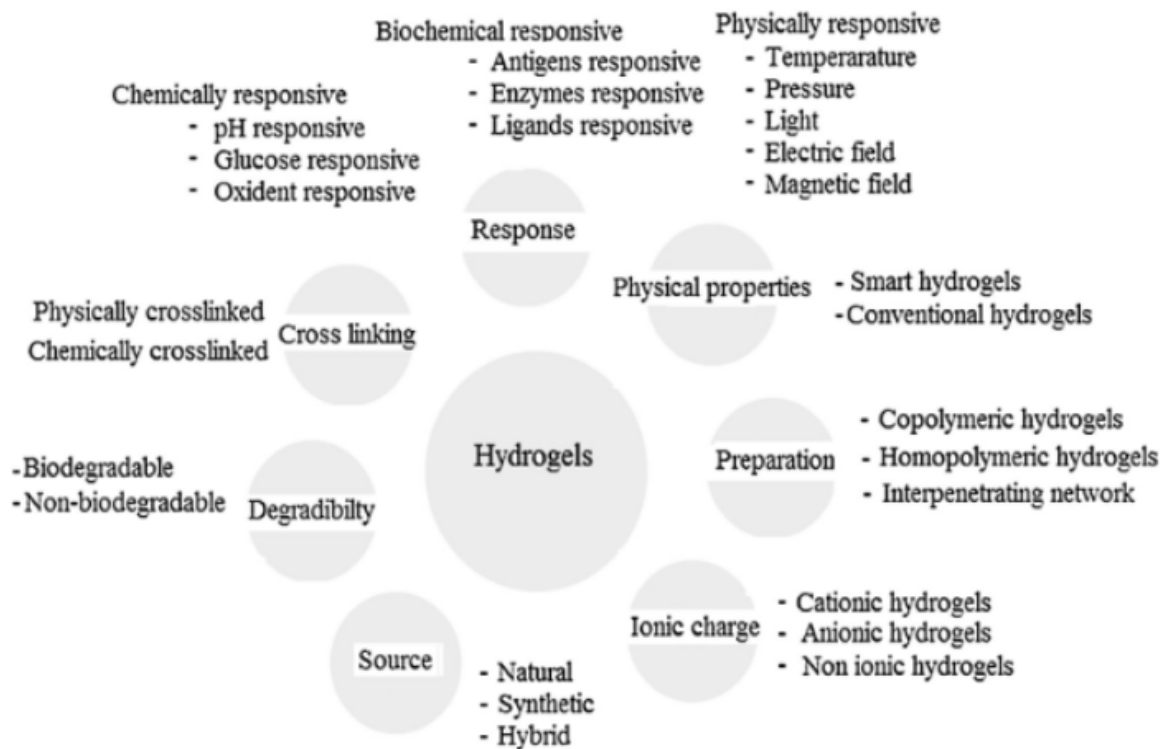 Biochemical responsive
- Antigens responsive
- Enzymes responsive
- Ligands responsive
Physically responsive
- Temperarature
- Pressure
- Light
- Electric field
- Magnetic field
Chemically responsive
- pH responsive
- Glucose responsive
- Oxident responsive
Response
Physical properties
- Smart hydrogels
-Conventional hydrogels
Physically crosslinked
Chemically crosslinked
Cross linking
Hydrogels
Preparation
- Copolymeric hydrogels
- Homopolymeric hydrogels
- Interpenetrating network
-Biodegradable
-Non-biodegradable
Degradibilty
Ionic charge
- Cationic hydrogels
- Anionic hydrogels
- Non ionic hydrogels
Source
- Natural
- Synthetic
- Hybrid